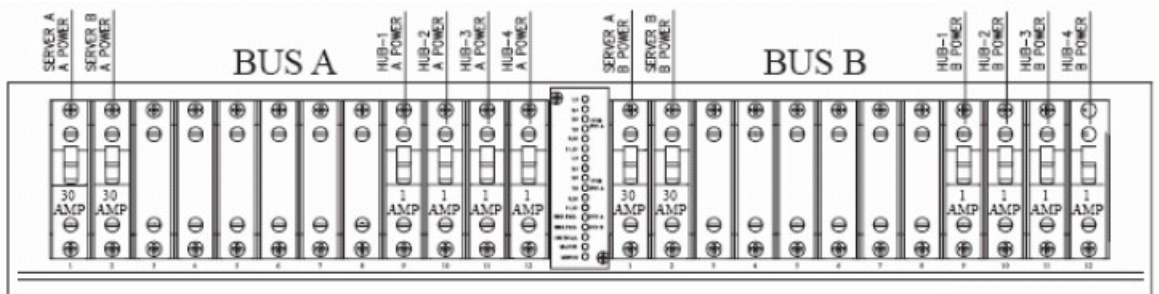 SERVER A
A POWER
SERVER B
A POWER
BUS A
HUB-1
A POWER
HUB-2
A POWER
HUB-3
A POWER
HUB-4
A POWER
SERVER A
B POWER
SERVER B
B POWER
BUS B
HUB-1
B POWER
HUB-2
B POWER
HUB-3
B POWER
HUB-4
B POWER
30
AMP
30
AMP
1
AMP
1
AMP
1
AMP
1
AMP
30
AMP
30
AMP
1
AMP
1
AMP
1
AMP
1
AMP
1 2 3 4 5 6 7 8 9 10 11 12
1 2 3 4 5 6 7 8 9 10 11 12